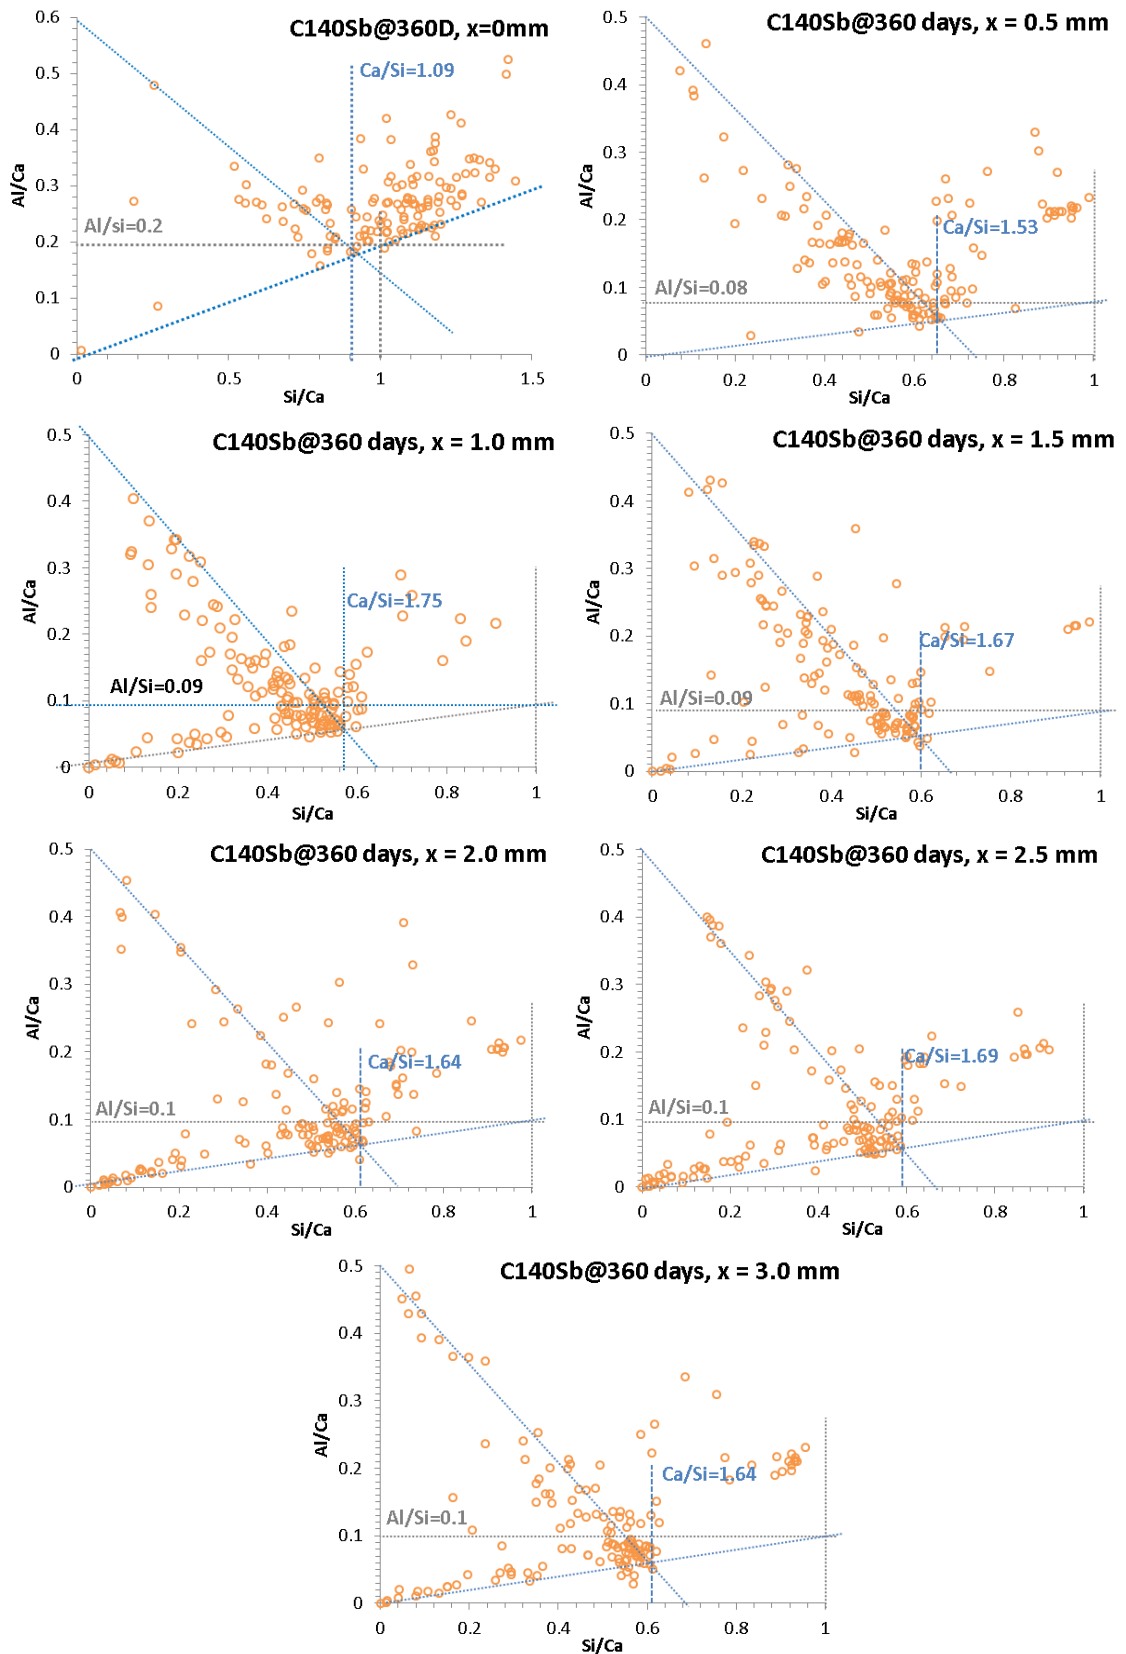 C140Sb@360D, x=0mm
Ca/Si=1.09
Al/si=0.2
Al/Ca
0.6
0.5
0.4
0.3
0.2
0.1
0
0
0.5
1
1.5
Si/Ca
C140Sb@360 days, x = 0.5 mm
Ca/Si=1.53
Al/Si=0.08
Al/Ca
0.5
0.4
0.3
0.2
0.1
0
0
0.2
0.4
0.6
0.8
1
Si/Ca
C140Sb@360 days, x = 1.0 mm
Ca/Si=1.75
Al/Si=0.09
Al/Ca
0.5
0.4
0.3
0.2
0.1
0
0
0.2
0.4
0.6
0.8
1
Si/Ca
C140Sb@360 days, x = 1.5 mm
Ca/Si=1.67
Al/Si=0.09
Al/Ca
0.5
0.4
0.3
0.2
0.1
0
0
0.2
0.4
0.6
0.8
1
Si/Ca
C140Sb@360 days, x = 2.0 mm
Ca/Si=1.64
Al/Si=0.1
Al/Ca
0.5
0.4
0.3
0.2
0.1
0
0
0.2
0.4
0.6
0.8
1
Si/Ca
C140Sb@360 days, x = 2.5 mm
Ca/Si=1.69
Al/Si=0.1
Al/Ca
0.5
0.4
0.3
0.2
0.1
0
0
0.2
0.4
0.6
0.8
1
Si/Ca
C140Sb@360 days, x = 3.0 mm
Ca/Si=1.64
Al/Si=0.1
Al/Ca
0.5
0.4
0.3
0.2
0.1
0
0
0.2
0.4
0.6
0.8
1
Si/Ca